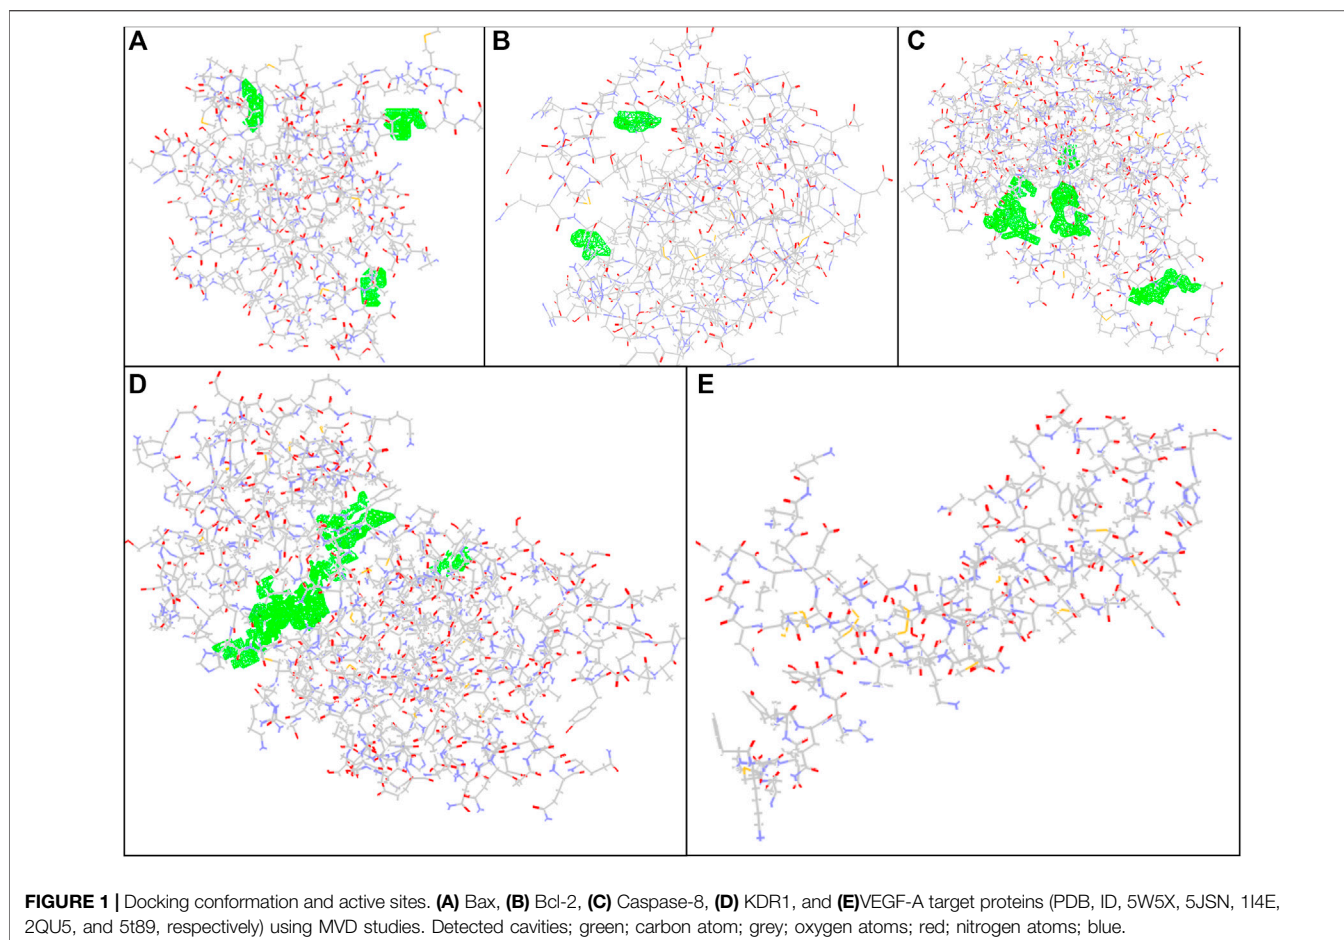 A
B
C
D
E
FIGURE 1 | Docking conformation and active sites. (A) Bax, (B) Bcl-2, (C) Caspase-8, (D) KDR1, and (E)VEGF-A target proteins (PDB, ID, 5W5X, 5JSN, 1I4E,
2QU5, and 5t89, respectively) using MVD studies. Detected cavities; green; carbon atom; grey; oxygen atoms; red; nitrogen atoms; blue.